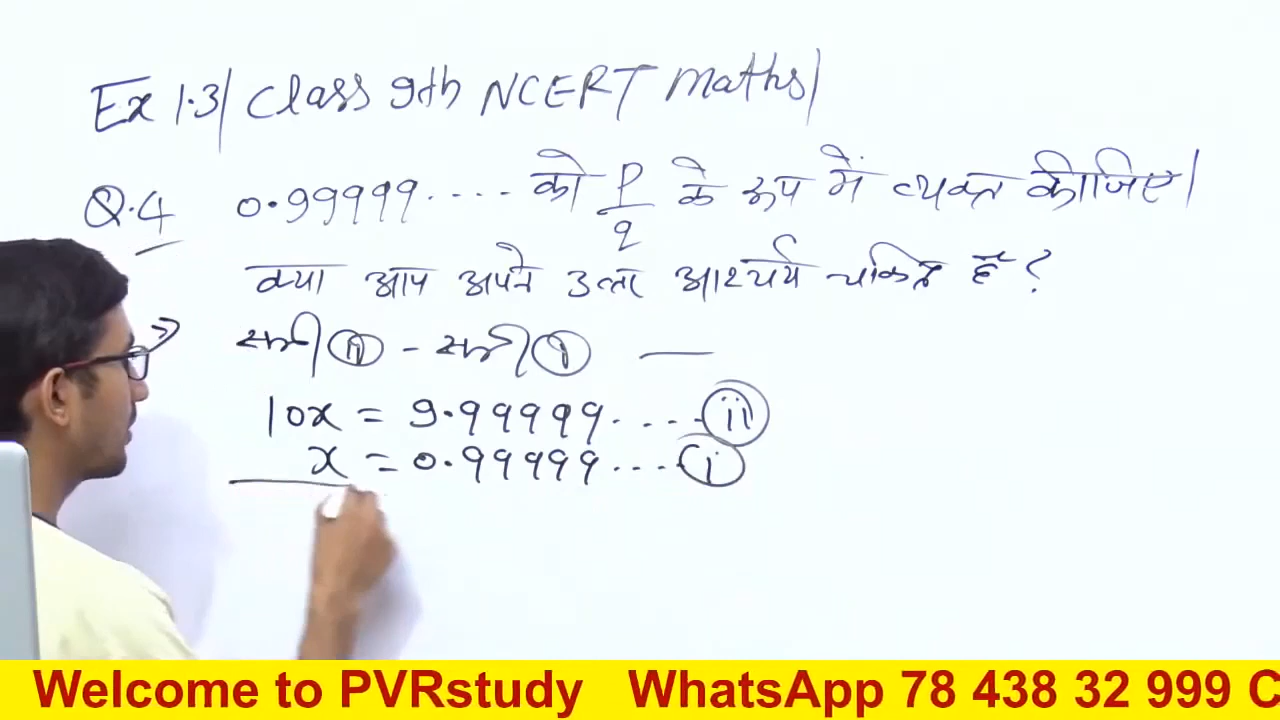 Ex 1.3| Class 9th NCERT Maths|
Q.4 0.99999.... को p/q के रूप में व्यक्त कीजिए|
क्या आप अपने उत्तर आश्चर्य चकित हैं ?
समी (ii) - समी (i) —
10x = 9.99999.... (ii)
x = 0.99999.... (i)
Welcome to PVRstudy WhatsApp 78 438 32 999 C